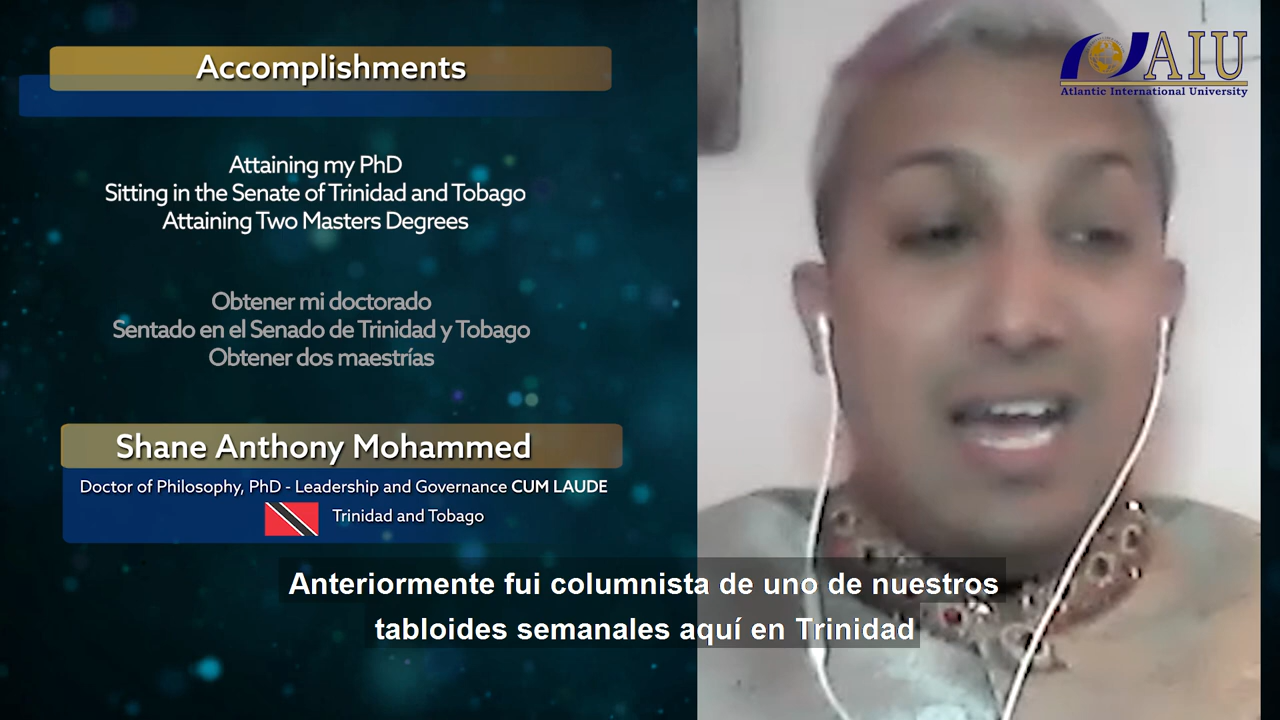 Accomplishments
Attaining my PhD
Sitting in the Senate of Trinidad and Tobago
Attaining Two Masters Degrees
Obtener mi doctorado
Sentado en el Senado de Trinidad y Tobago
Obtener dos maestrías
Shane Anthony Mohammed
Doctor of Philosophy, PhD - Leadership and Governance CUM LAUDE
Trinidad and Tobago
AIU
Atlantic International University
Anteriormente fui columnista de uno de nuestros
tabloides semanales aquí en Trinidad